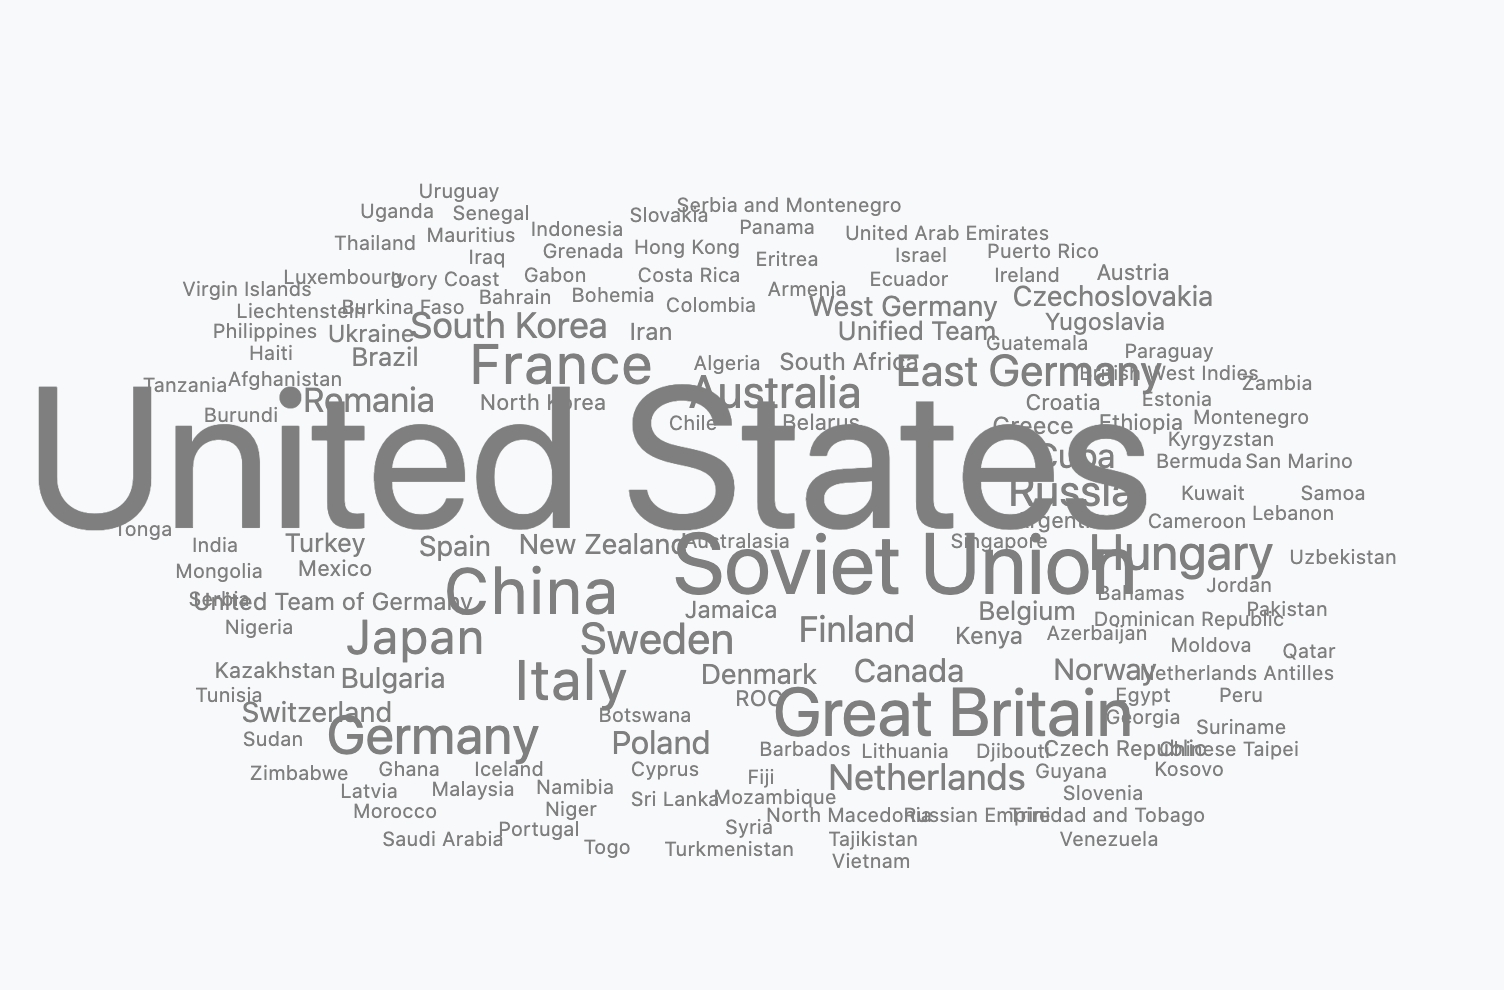 Uruguay
Uganda
Senegal
Slovakia
Serbia and Montenegro
Mauritius
Indonesia
Panama
United Arab Emirates
Thailand
Iraq
Grenada
Hong Kong
Eritrea
Israel
Puerto Rico
Luxembourg
Ivory Coast
Gabon
Costa Rica
Ecuador
Ireland
Austria
Virgin Islands
Bahrain
Bohemia
Armenia
Czechoslovakia
Liechtenstein
Burkina Faso
Colombia
West Germany
Yugoslavia
Philippines
Ukraine
South Korea
Iran
Unified Team
Guatemala
Haiti
Brazil
France
Algeria
South Africa
East Germany
Paraguay
British West Indies
Tanzania
Afghanistan
Australia
Zambia
Burundi
Romania
North Korea
Croatia
Estonia
United States
Chile
Belarus
Greece
Ethiopia
Montenegro
Kyrgyzstan
Cuba
Bermuda
San Marino
Russia
Kuwait
Samoa
Tonga
Argentina
Cameroon
Lebanon
India
Turkey
Spain
New Zealand
Australasia
Singapore
Hungary
Uzbekistan
Mongolia
Mexico
Soviet Union
Serbia
United Team of Germany
China
Bahamas
Jordan
Jamaica
Belgium
Dominican Republic
Pakistan
Nigeria
Japan
Sweden
Finland
Kenya
Azerbaijan
Moldova
Qatar
Kazakhstan
Bulgaria
Italy
Denmark
Canada
Norway
Netherlands Antilles
Tunisia
ROC
Egypt
Peru
Switzerland
Botswana
Great Britain
Georgia
Suriname
Sudan
Germany
Poland
Barbados
Lithuania
Djibouti
Czech Republic
Chinese Taipei
Zimbabwe
Ghana
Iceland
Cyprus
Fiji
Netherlands
Guyana
Kosovo
Latvia
Malaysia
Namibia
Sri Lanka
Mozambique
Slovenia
Morocco
Niger
North Macedonia
Russian Empire
Trinidad and Tobago
Saudi Arabia
Portugal
Syria
Tajikistan
Venezuela
Togo
Turkmenistan
Vietnam